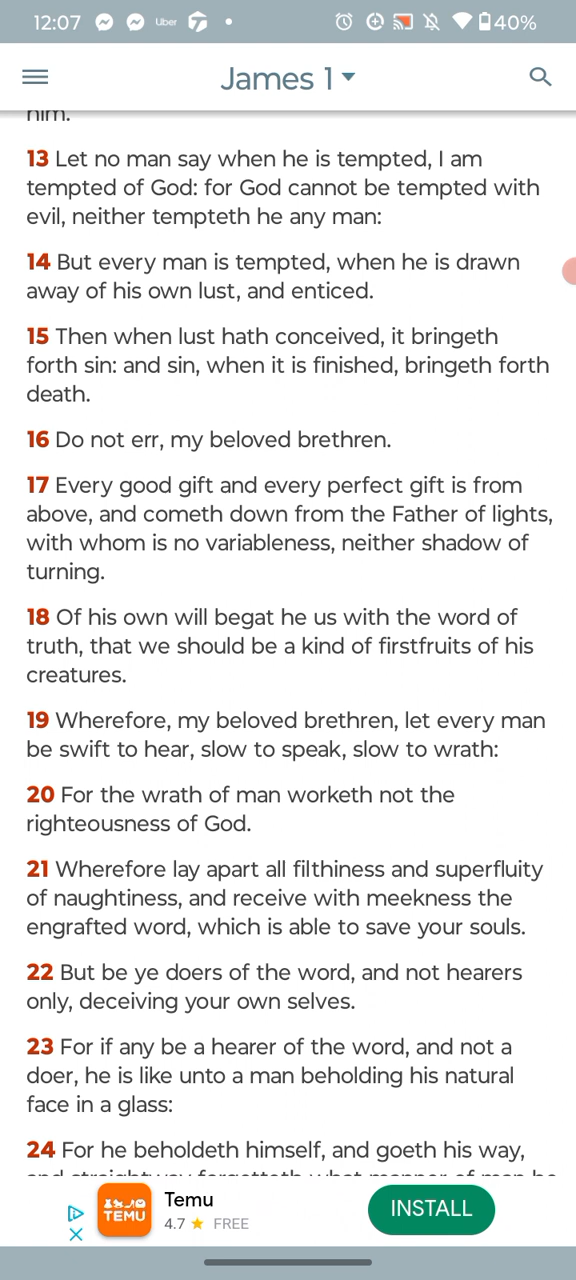 12:07 Uber 40%
James 1
him.
13 Let no man say when he is tempted, I am
tempted of God: for God cannot be tempted with
evil, neither tempteth he any man:
14 But every man is tempted, when he is drawn
away of his own lust, and enticed.
15 Then when lust hath conceived, it bringeth
forth sin: and sin, when it is finished, bringeth forth
death.
16 Do not err, my beloved brethren.
17 Every good gift and every perfect gift is from
above, and cometh down from the Father of lights,
with whom is no variableness, neither shadow of
turning.
18 Of his own will begat he us with the word of
truth, that we should be a kind of firstfruits of his
creatures.
19 Wherefore, my beloved brethren, let every man
be swift to hear, slow to speak, slow to wrath:
20 For the wrath of man worketh not the
righteousness of God.
21 Wherefore lay apart all filthiness and superfluity
of naughtiness, and receive with meekness the
engrafted word, which is able to save your souls.
22 But be ye doers of the word, and not hearers
only, deceiving your own selves.
23 For if any be a hearer of the word, and not a
doer, he is like unto a man beholding his natural
face in a glass:
24 For he beholdeth himself, and goeth his way,
and straightway forgetteth what manner of man he
TEMU
Temu
4.7 ★ FREE
INSTALL